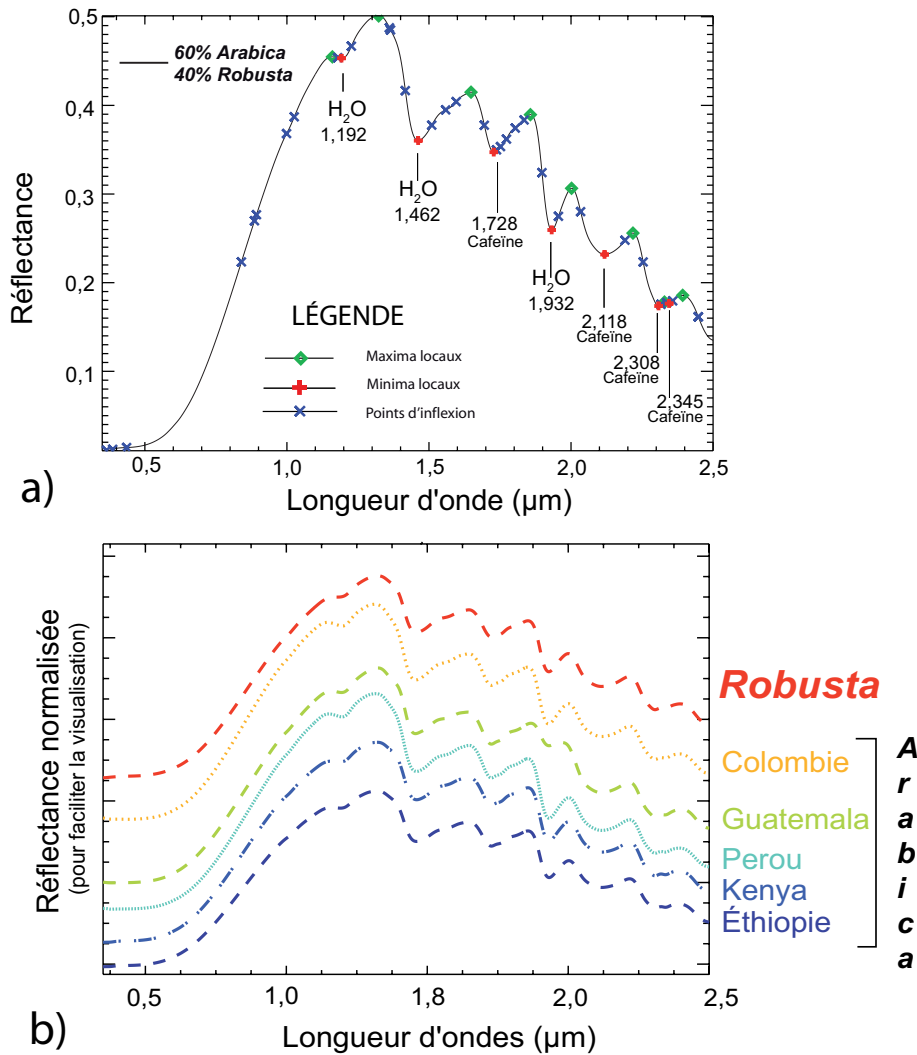 0,5
0,4
0,3
0,2
0,1
Réflectance
60% Arabica
40% Robusta
H2O
1,192
H2O
1,462
1,728
Cafeïne
H2O
1,932
2,118
Cafeïne
2,308
Cafeïne
2,345
Cafeïne
LÉGENDE
Maxima locaux
Minima locaux
Points d'inflexion
0,5 1,0 1,5 2,0 2,5
Longueur d'onde (µm)
a)
Réflectance normalisée
(pour faciliter la visualisation)
Robusta
Colombie
Guatemala
Perou
Kenya
Éthiopie
A
r
a
b
i
c
a
0,5 1,0 1,8 2,0 2,5
Longueur d'ondes (µm)
b)